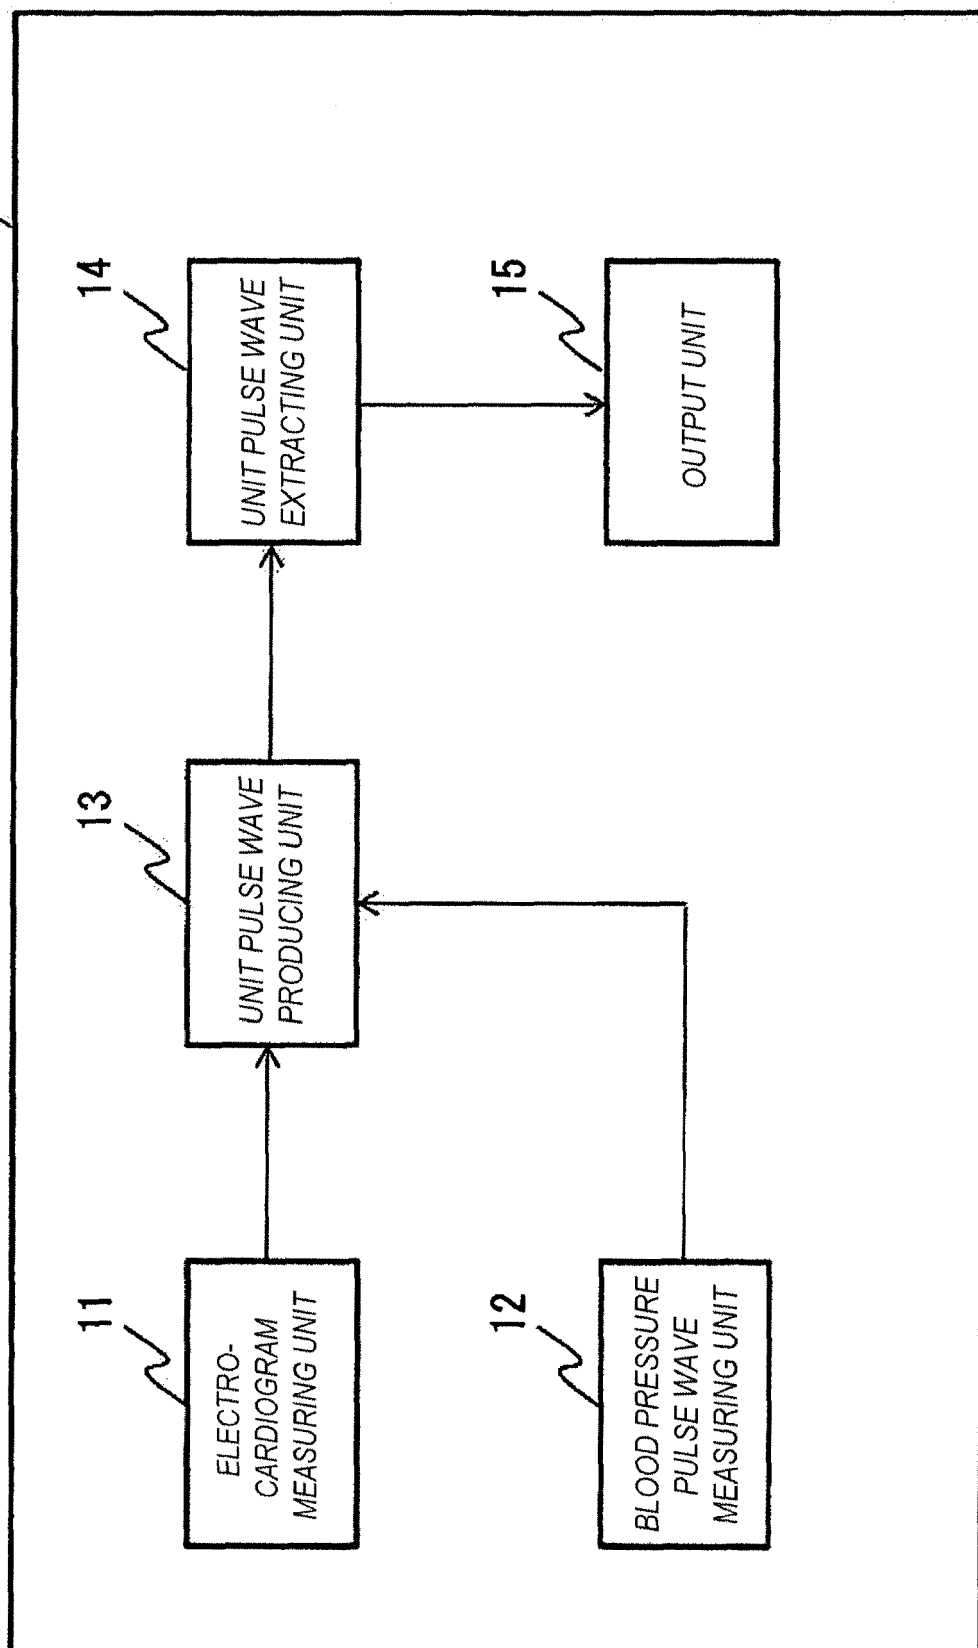 11
ELECTRO-
CARDIOGRAM
MEASURING UNIT
13
UNIT PULSE WAVE
PRODUCING UNIT
14
UNIT PULSE WAVE
EXTRACTING UNIT
12
BLOOD PRESSURE
PULSE WAVE
MEASURING UNIT
15
OUTPUT UNIT